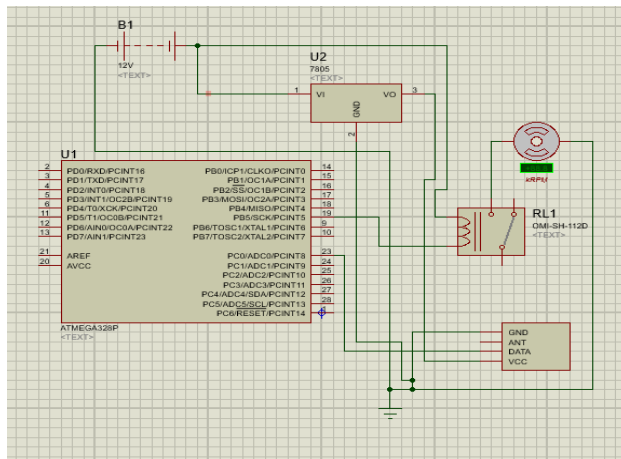 B1
12V
<TEXT>
U2
7805
<TEXT>
1 VI VO 3
GND
2
U1
2 PD0/RXD/PCINT16 PB0/ICP1/CLKO/PCINT0 14
3 PD1/TXD/PCINT17 PB1/OC1A/PCINT1 15
4 PD2/INT0/PCINT18 PB2/SS/OC1B/PCINT2 16
5 PD3/INT1/OC2B/PCINT19 PB3/MOSI/OC2A/PCINT3 17
6 PD4/T0/XCK/PCINT20 PB4/MISO/PCINT4 18
11 PD5/T1/OC0B/PCINT21 PB5/SCK/PCINT5 19
12 PD6/AIN0/OC0A/PCINT22 PB6/TOSC1/XTAL1/PCINT6 9
13 PD7/AIN1/PCINT23 PB7/TOSC2/XTAL2/PCINT7 10
21 AREF PC0/ADC0/PCINT8 23
20 AVCC PC1/ADC1/PCINT9 24
PC2/ADC2/PCINT10 25
PC3/ADC3/PCINT11 26
PC4/ADC4/SDA/PCINT12 27
PC5/ADC5/SCL/PCINT13 28
PC6/RESET/PCINT14
ATMEGA328P
<TEXT>
kRPM
RL1
OMI-SH-112D
<TEXT>
GND
ANT
DATA
VCC